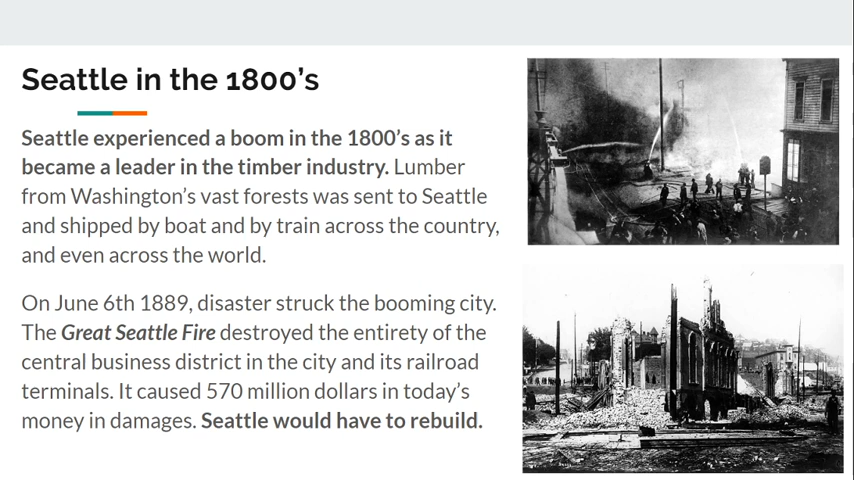 Seattle in the 1800’s
Seattle experienced a boom in the 1800’s as it
became a leader in the timber industry. Lumber
from Washington’s vast forests was sent to Seattle
and shipped by boat and by train across the country,
and even across the world.
On June 6th 1889, disaster struck the booming city.
The Great Seattle Fire destroyed the entirety of the
central business district in the city and its railroad
terminals. It caused 570 million dollars in today’s
money in damages. Seattle would have to rebuild.